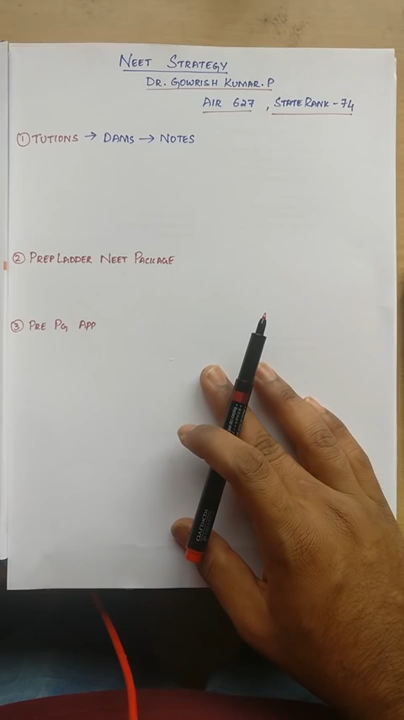 NEET STRATEGY
DR. GOWRISH KUMAR. P
AIR 627, STATE RANK - 74
① TUTIONS → DAMS → NOTES
② PREPLADDER NEET PACKAGE
③ PRE PG APP